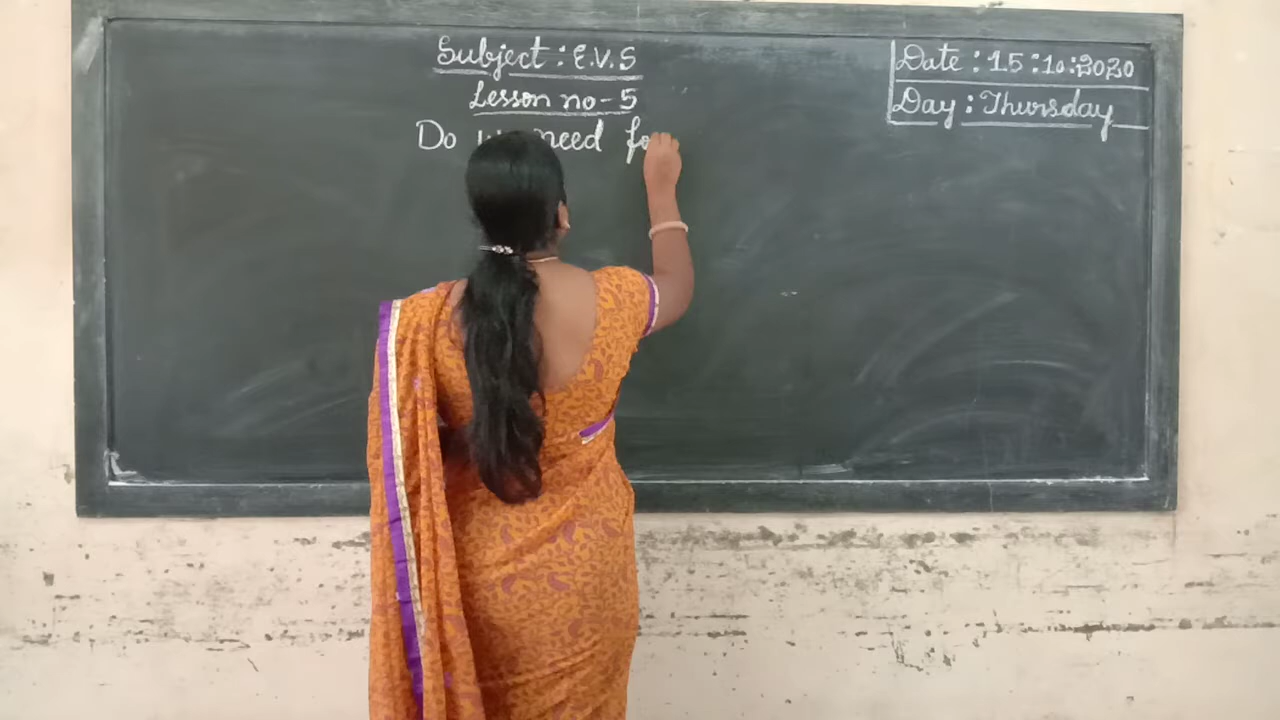 Subject : E.V.S
Lesson no - 5
Do need
Date : 15 : 10 : 2020
Day : Thursday